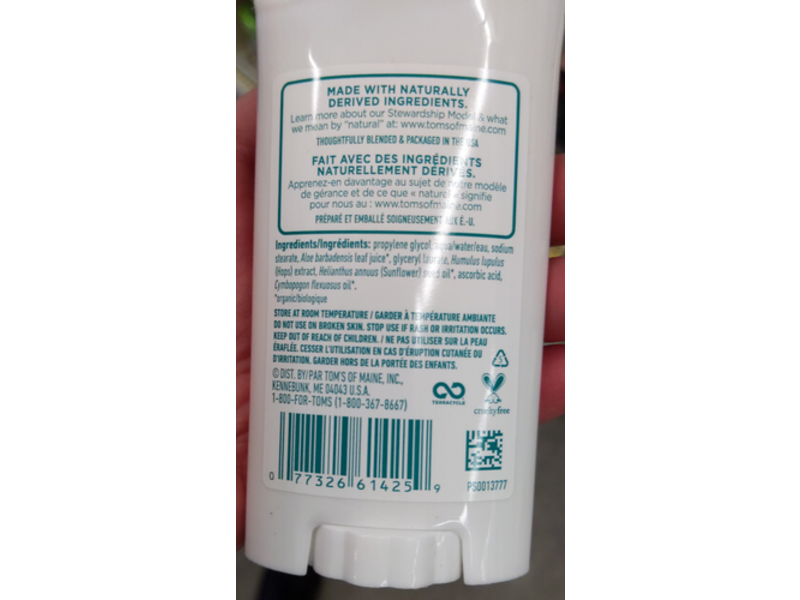 MADE WITH NATURALLY
DERIVED INGREDIENTS.
Learn more about our Stewardship Model & what
we mean by "natural" at: www.tomsofmaine.com
THOUGHTFULLY BLENDED & PACKAGED IN THE USA
FAIT AVEC DES INGRÉDIENTS
NATURELLEMENT DÉRIVÉS.
Apprenez-en davantage au sujet de notre modèle
de gérance et de ce que « naturel » signifie
pour nous au : www.tomsofmaine.com
PRÉPARÉ ET EMBALLÉ SOIGNEUSEMENT AUX É.-U.
Ingredients/Ingrédients: propylene glycol, aqua/water/eau, sodium
stearate, Aloe barbadensis leaf juice*, glyceryl laurate, Humulus lupulus
(Hops) extract, Helianthus annuus (Sunflower) seed oil*, ascorbic acid,
Cymbopogon flexuosus oil*.
*organic/biologique
STORE AT ROOM TEMPERATURE / GARDER À TEMPÉRATURE AMBIANTE
DO NOT USE ON BROKEN SKIN. STOP USE IF RASH OR IRRITATION OCCURS.
KEEP OUT OF REACH OF CHILDREN. / NE PAS UTILISER SUR LA PEAU
ÉRAFLÉE. CESSER L'UTILISATION EN CAS D'ÉRUPTION CUTANÉE OU
D'IRRITATION. GARDER HORS DE LA PORTÉE DES ENFANTS.
© DIST. BY/PAR TOM'S OF MAINE, INC.,
KENNEBUNK, ME 04043 U.S.A.
1-800-FOR-TOMS (1-800-367-8667)
TERRACYCLE
crueltyfree
0 77326 61425 9
PS0013777